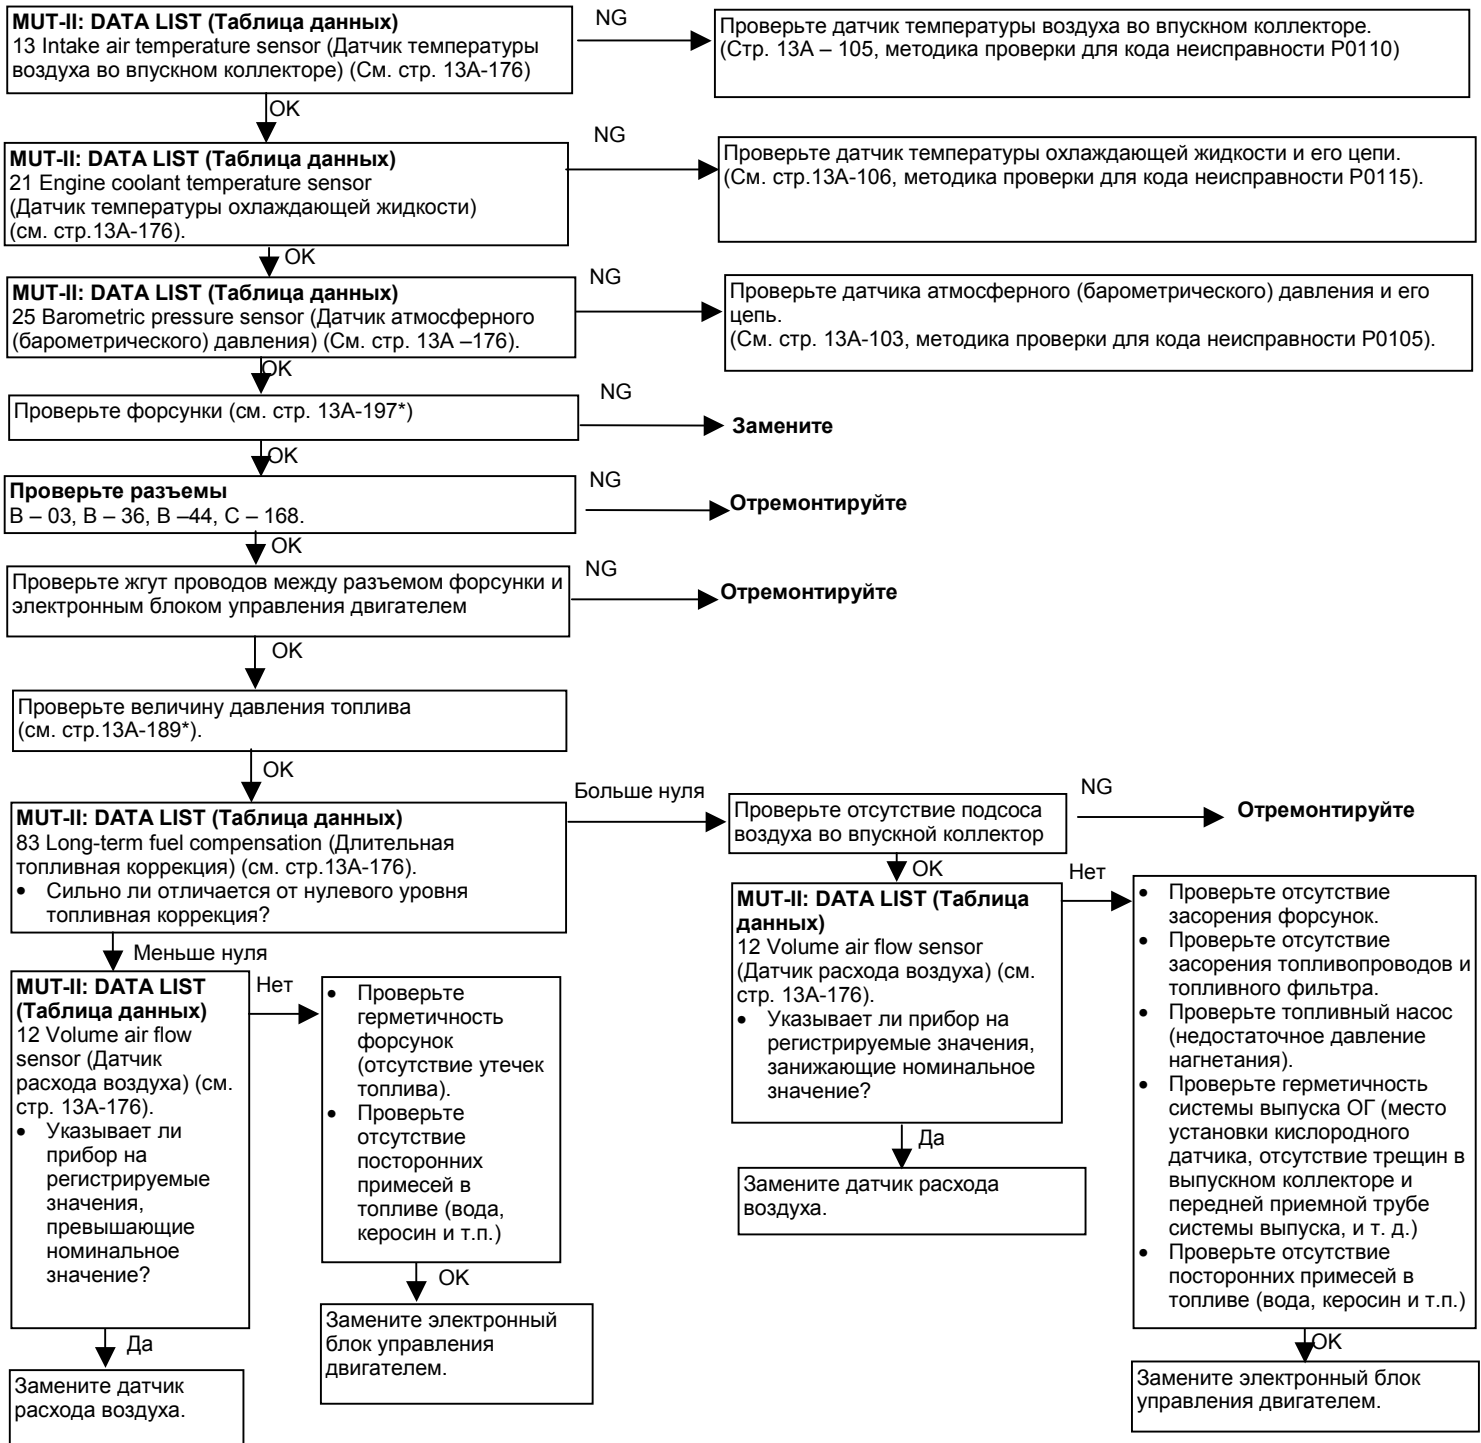 MUT-II: DATA LIST (Таблица данных)
13 Intake air temperature sensor (Датчик температуры
воздуха во впускном коллекторе) (См. стр. 13A-176)
NG
Проверьте датчик температуры воздуха во впускном коллекторе.
(Стр. 13A – 105, методика проверки для кода неисправности P0110)
OK
MUT-II: DATA LIST (Таблица данных)
21 Engine coolant temperature sensor
(Датчик температуры охлаждающей жидкости)
(см. стр.13A-176).
NG
Проверьте датчик температуры охлаждающей жидкости и его цепи.
(См. стр.13A-106, методика проверки для кода неисправности P0115).
OK
MUT-II: DATA LIST (Таблица данных)
25 Barometric pressure sensor (Датчик атмосферного
(барометрического) давления) (См. стр. 13A –176).
NG
Проверьте датчика атмосферного (барометрического) давления и его
цепь.
(См. стр. 13A-103, методика проверки для кода неисправности P0105).
OK
Проверьте форсунки (см. стр. 13A-197*)
NG
Замените
OK
Проверьте разъемы
B – 03, B – 36, B –44, C – 168.
NG
Отремонтируйте
OK
Проверьте жгут проводов между разъемом форсунки и
электронным блоком управления двигателем
NG
Отремонтируйте
OK
Проверьте величину давления топлива
(см. стр.13A-189*).
OK
MUT-II: DATA LIST (Таблица данных)
83 Long-term fuel compensation (Длительная
топливная коррекция) (см. стр.13A-176).
• Сильно ли отличается от нулевого уровня
топливная коррекция?
Больше нуля
Проверьте отсутствие подсоса
воздуха во впускной коллектор
NG
Отремонтируйте
OK
MUT-II: DATA LIST (Таблица
данных)
12 Volume air flow sensor
(Датчик расхода воздуха) (см.
стр. 13A-176).
• Указывает ли прибор на
регистрируемые значения,
занижающие номинальное
значение?
Нет
• Проверьте отсутствие
засорения форсунок.
• Проверьте отсутствие
засорения топливопроводов и
топливного фильтра.
• Проверьте топливный насос
(недостаточное давление
нагнетания).
• Проверьте герметичность
системы выпуска ОГ (место
установки кислородного
датчика, отсутствие трещин в
выпускном коллекторе и
передней приемной трубе
системы выпуска, и т. д.)
• Проверьте отсутствие
посторонних примесей в
топливе (вода, керосин и т.п.)
Да
Замените датчик расхода
воздуха.
OK
Замените электронный блок
управления двигателем.
Меньше нуля
MUT-II: DATA LIST
(Таблица данных)
12 Volume air flow
sensor (Датчик
расхода воздуха) (см.
стр. 13A-176).
• Указывает ли
прибор на
регистрируемые
значения,
превышающие
номинальное
значение?
Нет
• Проверьте
герметичность
форсунок
(отсутствие утечек
топлива).
• Проверьте
отсутствие
посторонних
примесей в
топливе (вода,
керосин и т.п.)
OK
Замените электронный
блок управления
двигателем.
Да
Замените датчик
расхода воздуха.